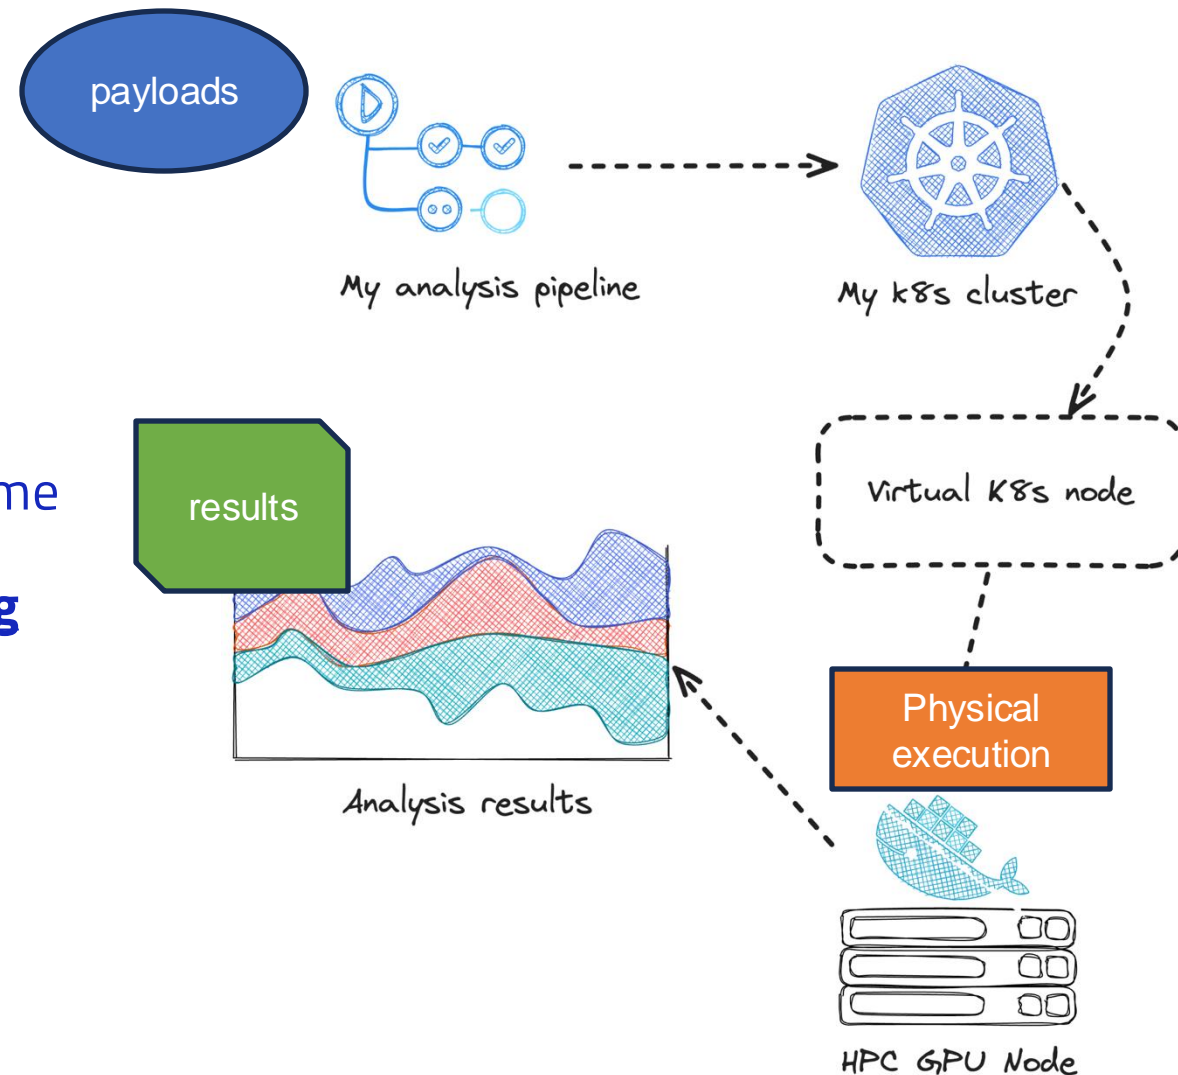 payloads
My analysis pipeline
My k8s cluster
me
results
Virtual K8s node
g
Physical
execution
Analysis results
HPC GPU Node